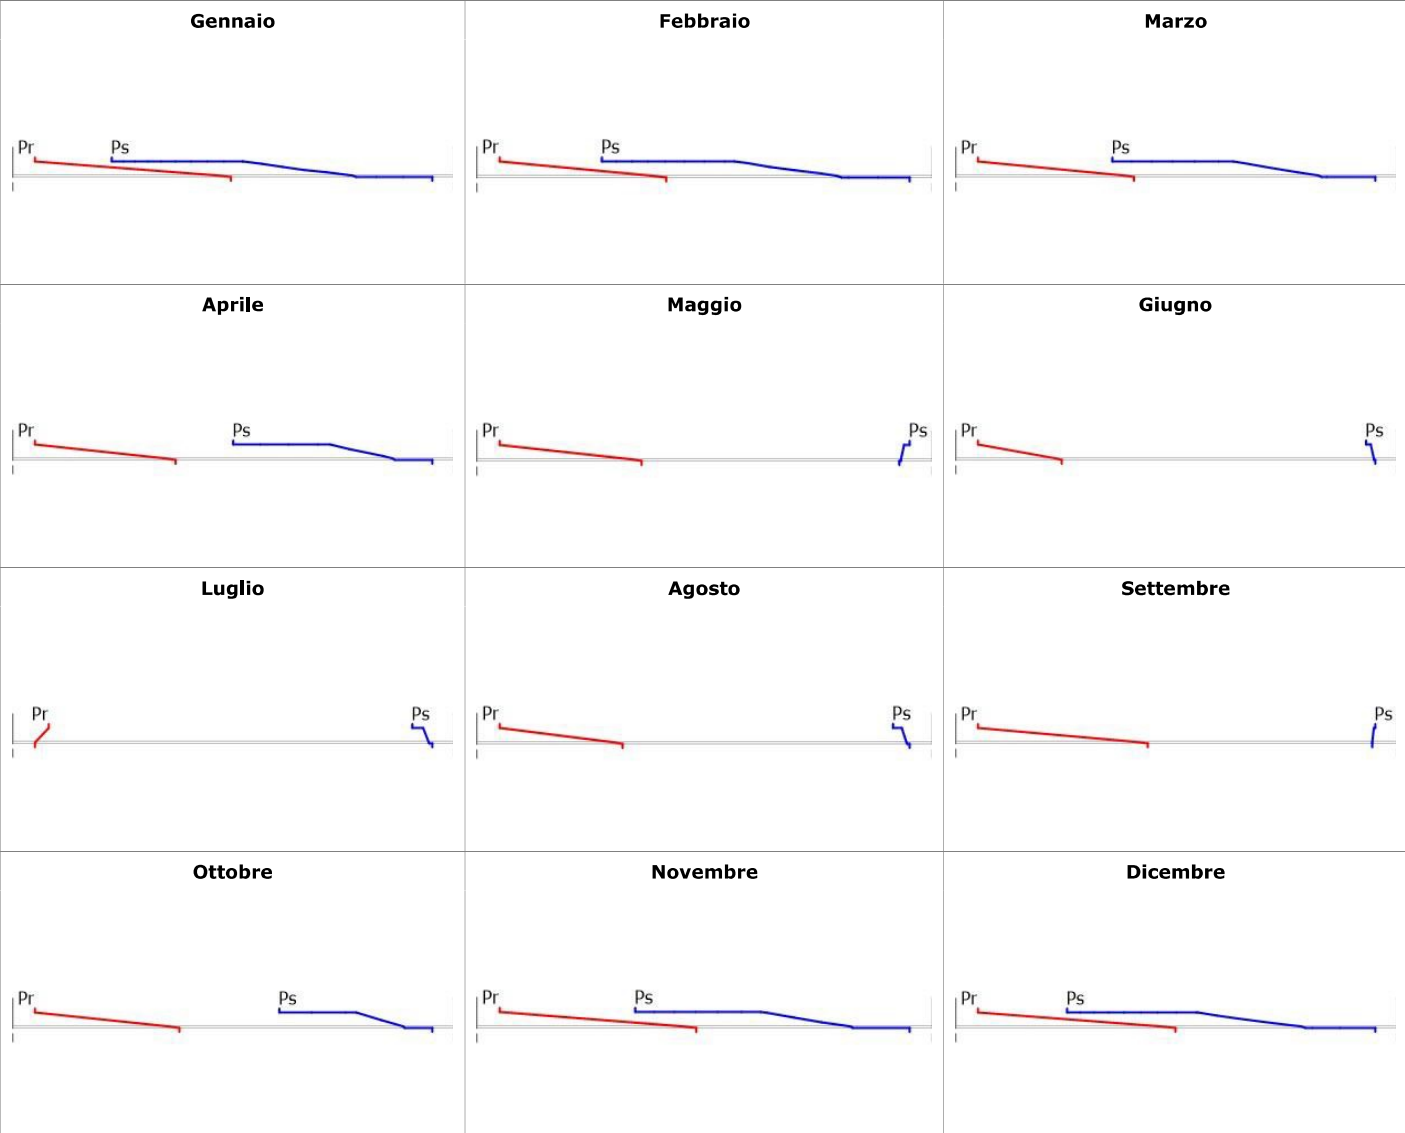 Gennaio Febbraio Marzo
Pr Ps Pr Ps Pr Ps
Aprile Maggio Giugno
Pr Ps Pr Ps Pr Ps
Luglio Agosto Settembre
Pr Ps Pr Ps Pr Ps
Ottobre Novembre Dicembre
Pr Ps Pr Ps Pr Ps